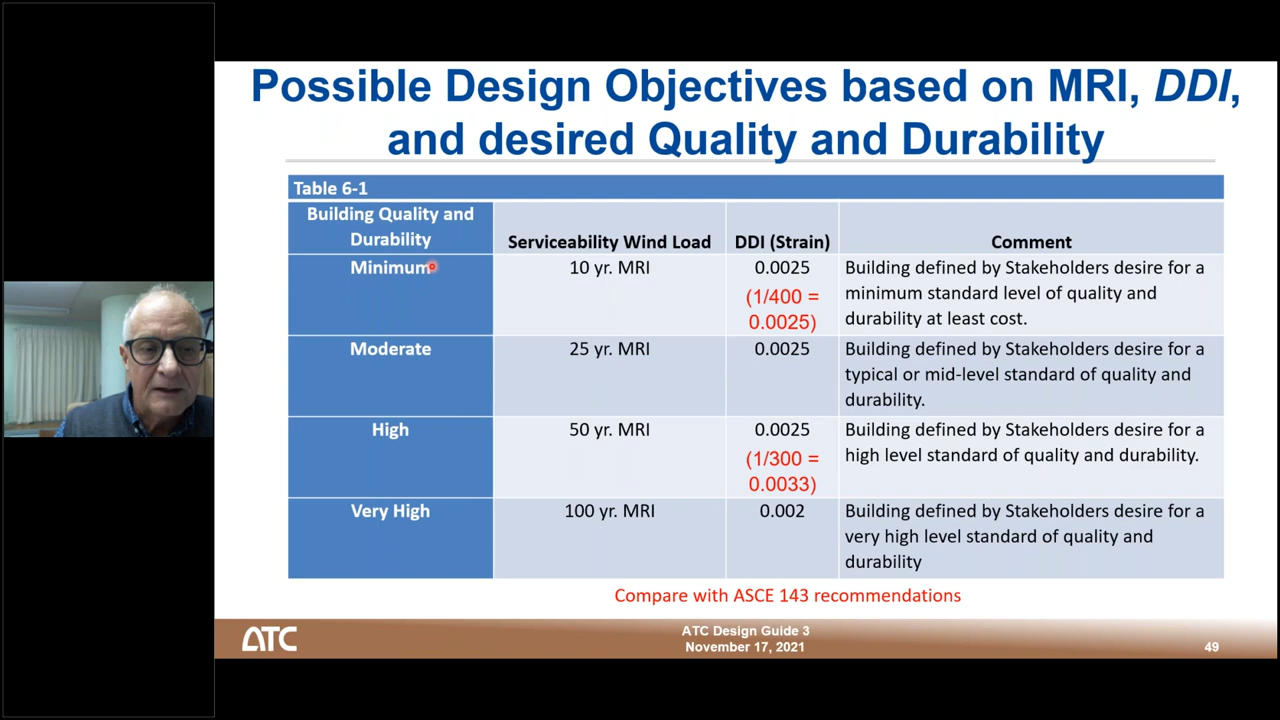 Possible Design Objectives based on MRI, DDI,
and desired Quality and Durability
Table 6-1
Building Quality and
Durability
Serviceability Wind Load
DDI (Strain)
Comment
Minimum
10 yr. MRI
0.0025
(1/400 =
0.0025)
Building defined by Stakeholders desire for a
minimum standard level of quality and
durability at least cost.
Moderate
25 yr. MRI
0.0025
Building defined by Stakeholders desire for a
typical or mid-level standard of quality and
durability.
High
50 yr. MRI
0.0025
(1/300 =
0.0033)
Building defined by Stakeholders desire for a
high level standard of quality and durability.
Very High
100 yr. MRI
0.002
Building defined by Stakeholders desire for a
very high level standard of quality and
durability
Compare with ASCE 143 recommendations
ATC
ATC Design Guide 3
November 17, 2021
49